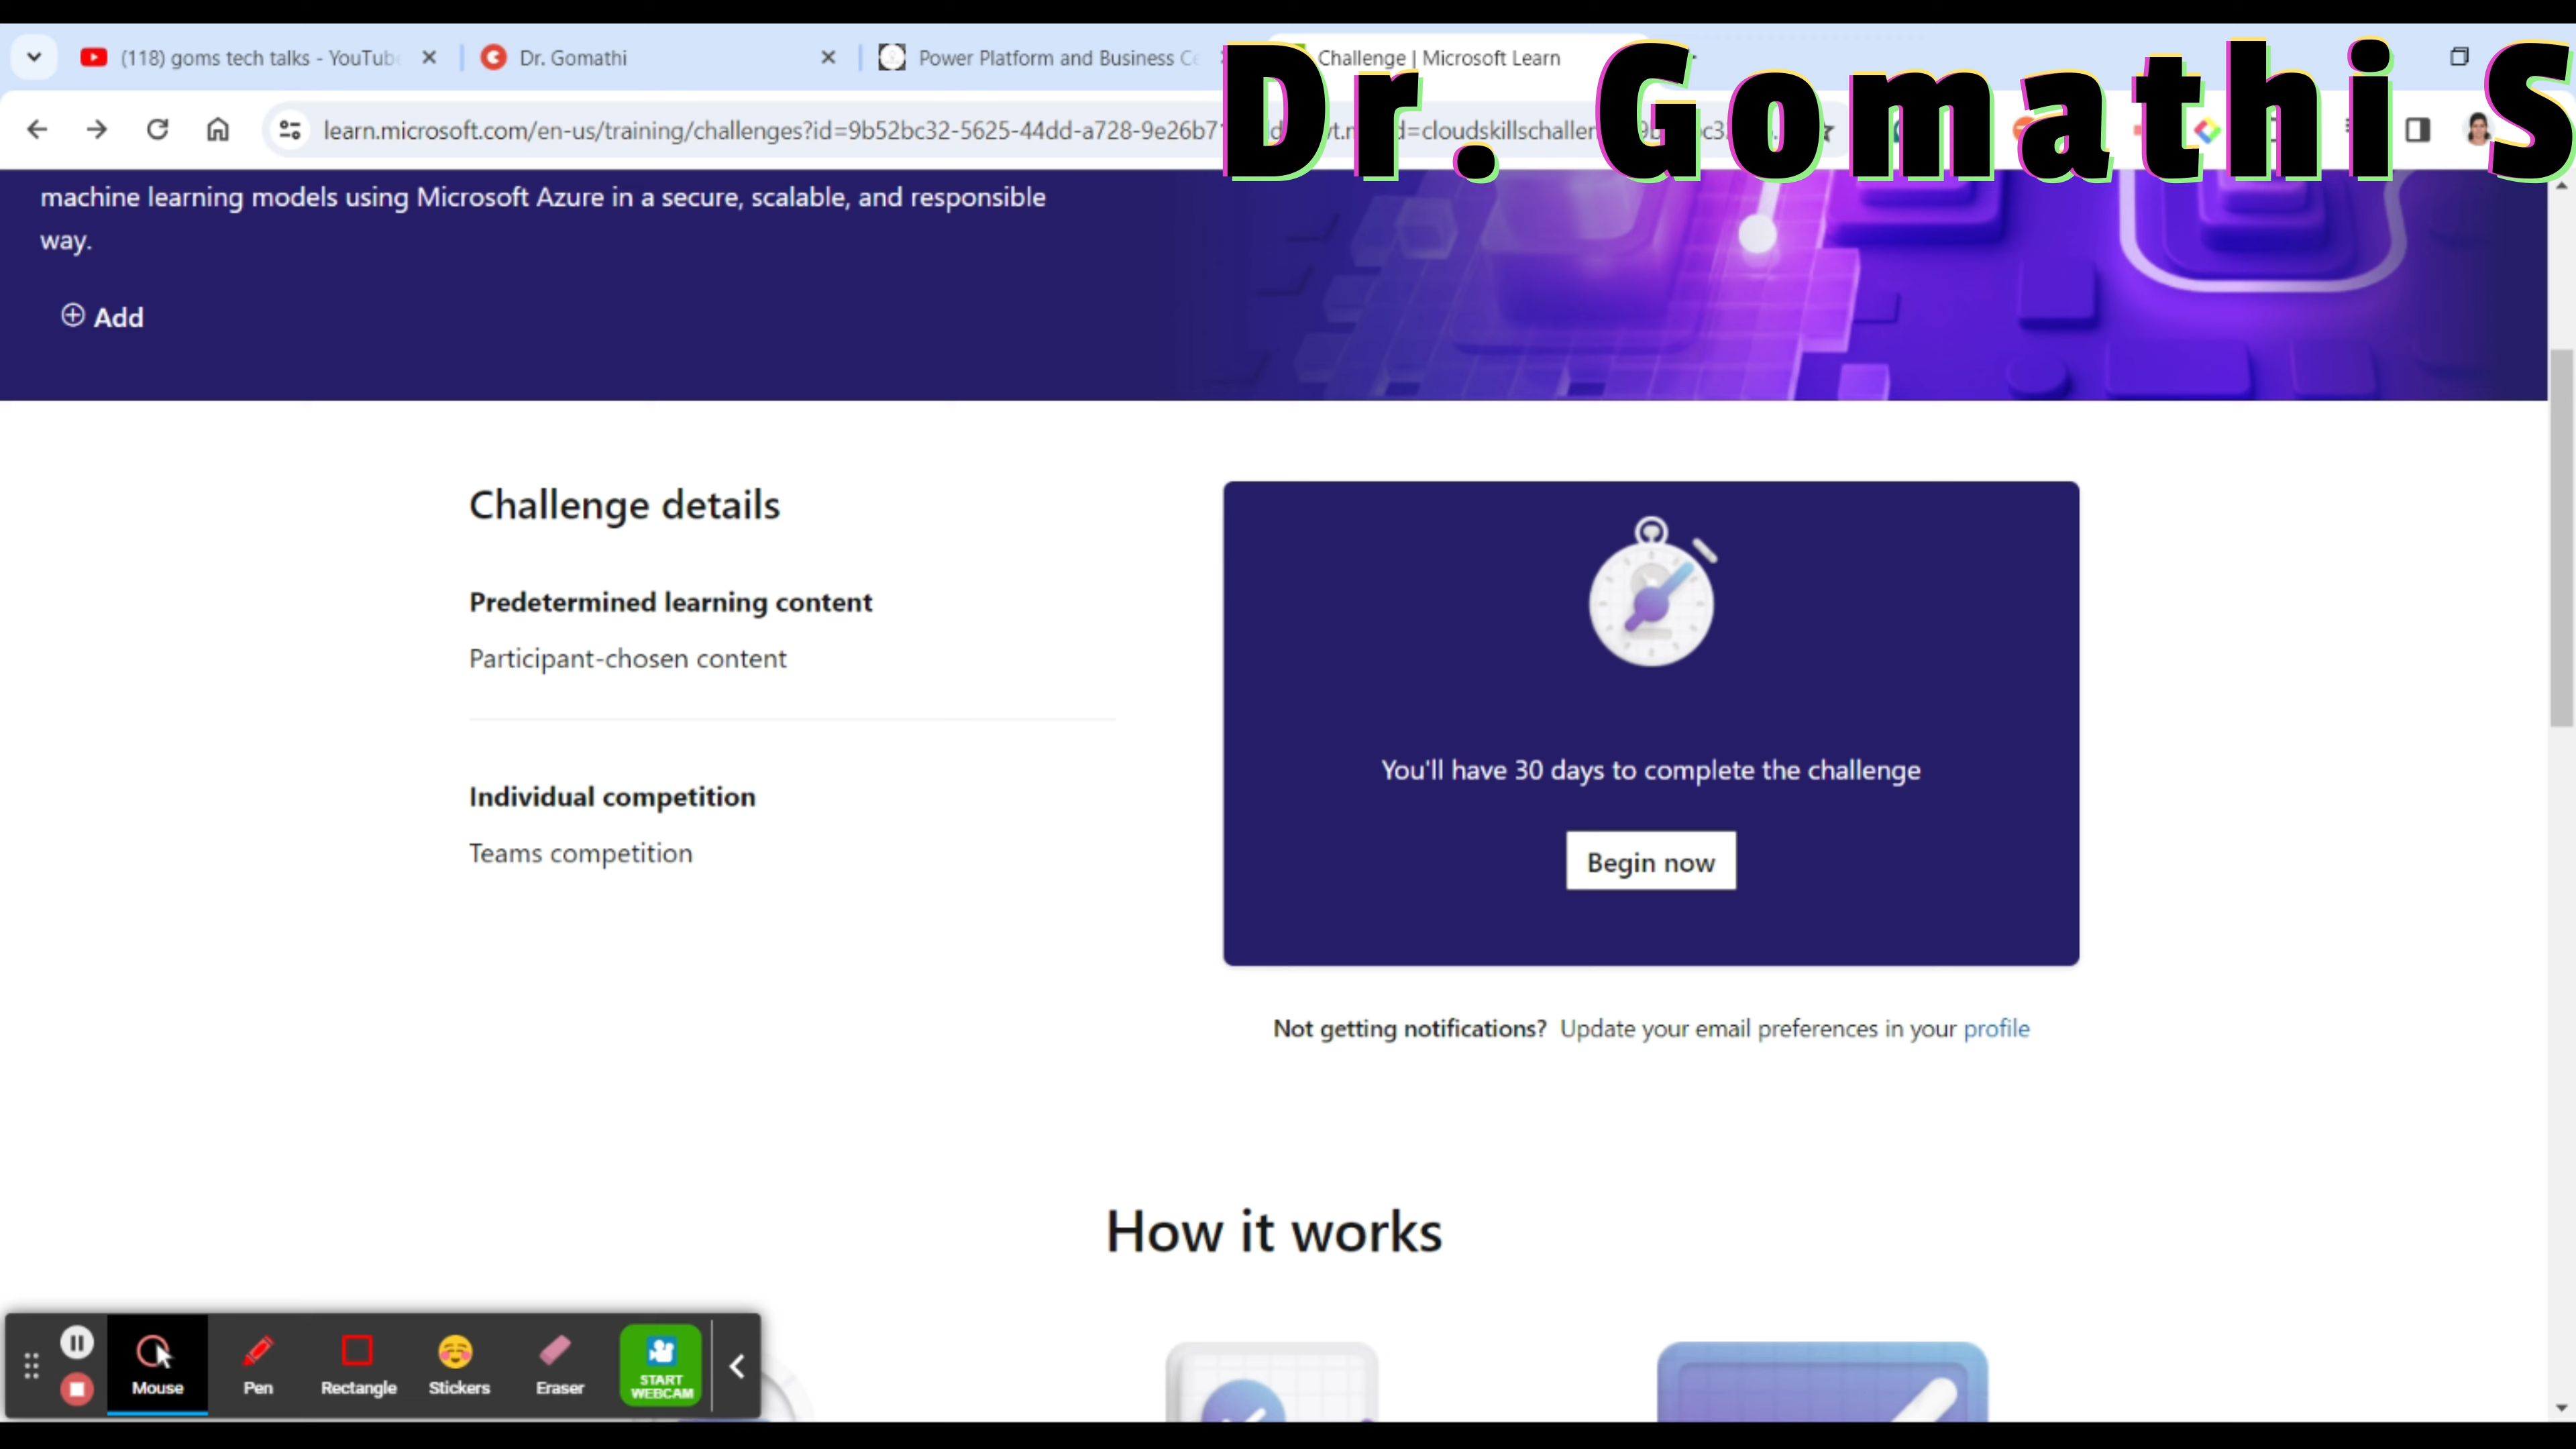 (118) goms tech talks - YouTub
Dr. Gomathi
Power Platform and Business Ce
Challenge | Microsoft Learn
Dr. Gomathi S
learn.microsoft.com/en-us/training/challenges?id=9b52bc32-5625-44dd-a728-9e26b7
d=cloudskillschallen
machine learning models using Microsoft Azure in a secure, scalable, and responsible
way.
Add
Challenge details
Predetermined learning content
Participant-chosen content
Individual competition
Teams competition
You'll have 30 days to complete the challenge
Begin now
Not getting notifications? Update your email preferences in your profile
How it works
Mouse
Pen
Rectangle
Stickers
Eraser
START
WEBCAM